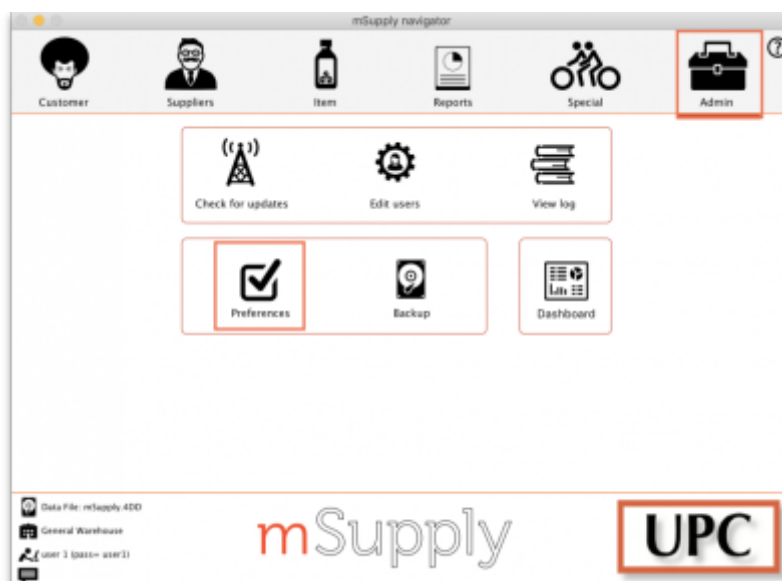 mSupply navigator
?
Customer Suppliers Item Reports Special Admin
Check for updates Edit users View log
Preferences Backup Dashboard
Data File: mSupply.4DD
General Warehouse
user 1 (pass= user1)
mSupply
UPC